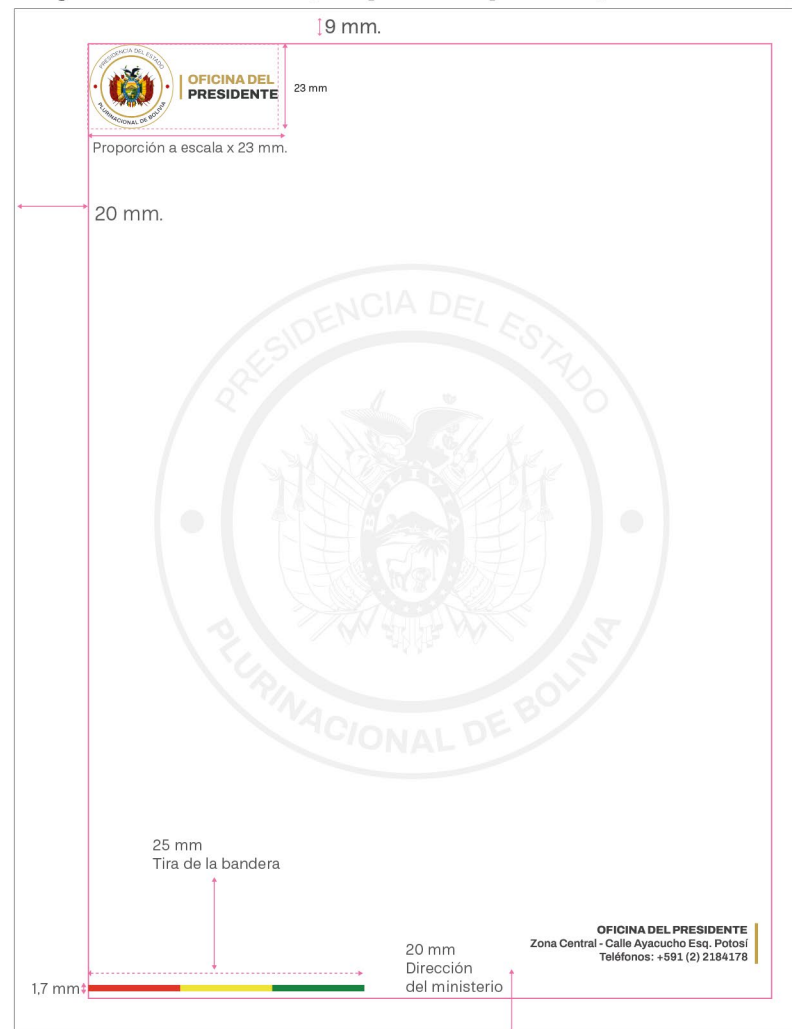 9 mm.
PRESIDENCIA DEL ESTADO
PLURINACIONAL DE BOLIVIA
OFICINA DEL
PRESIDENTE
23 mm
Proporción a escala x 23 mm.
20 mm.
PRESIDENCIA DEL ESTADO
BOLIVIA
PLURINACIONAL DE BOLIVIA
25 mm
Tira de la bandera
OFICINA DEL PRESIDENTE
Zona Central - Calle Ayacucho Esq. Potosí
Teléfonos: +591 (2) 2184178
20 mm
Dirección
del ministerio
1,7 mm